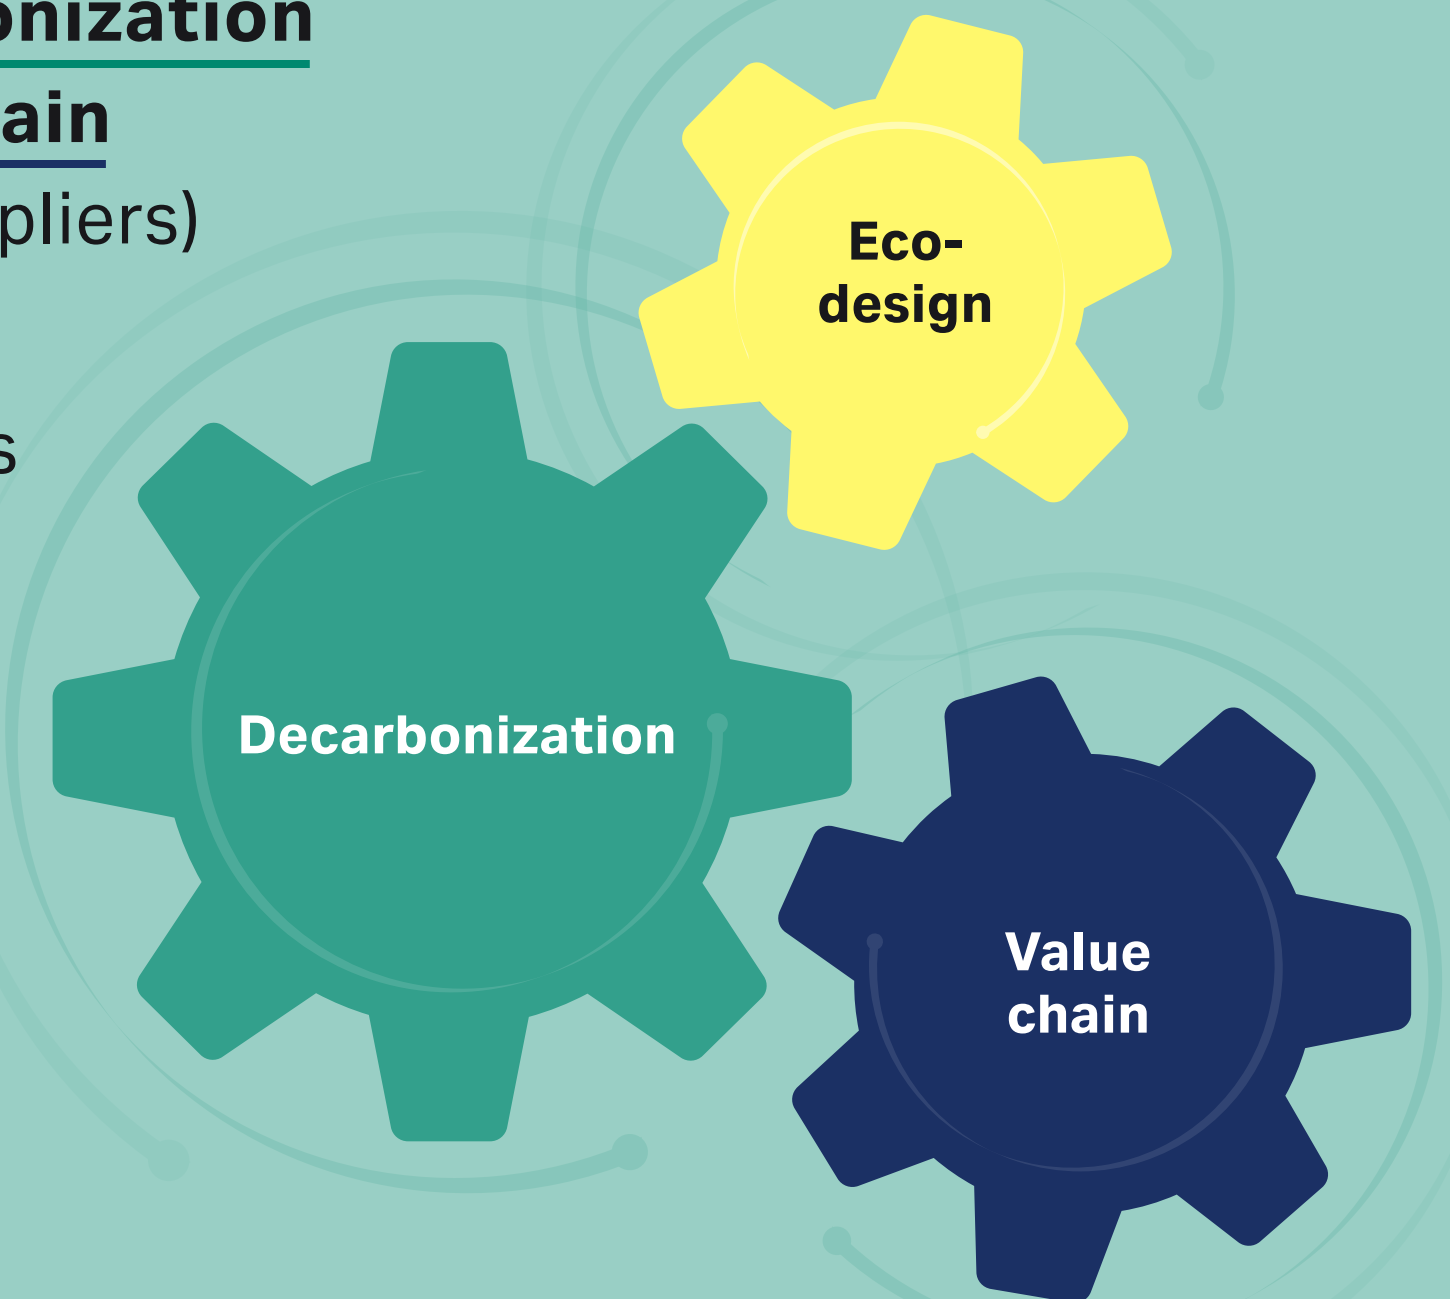 onization
ain
pliers)
s
Eco-
design
Decarbonization
Value
chain